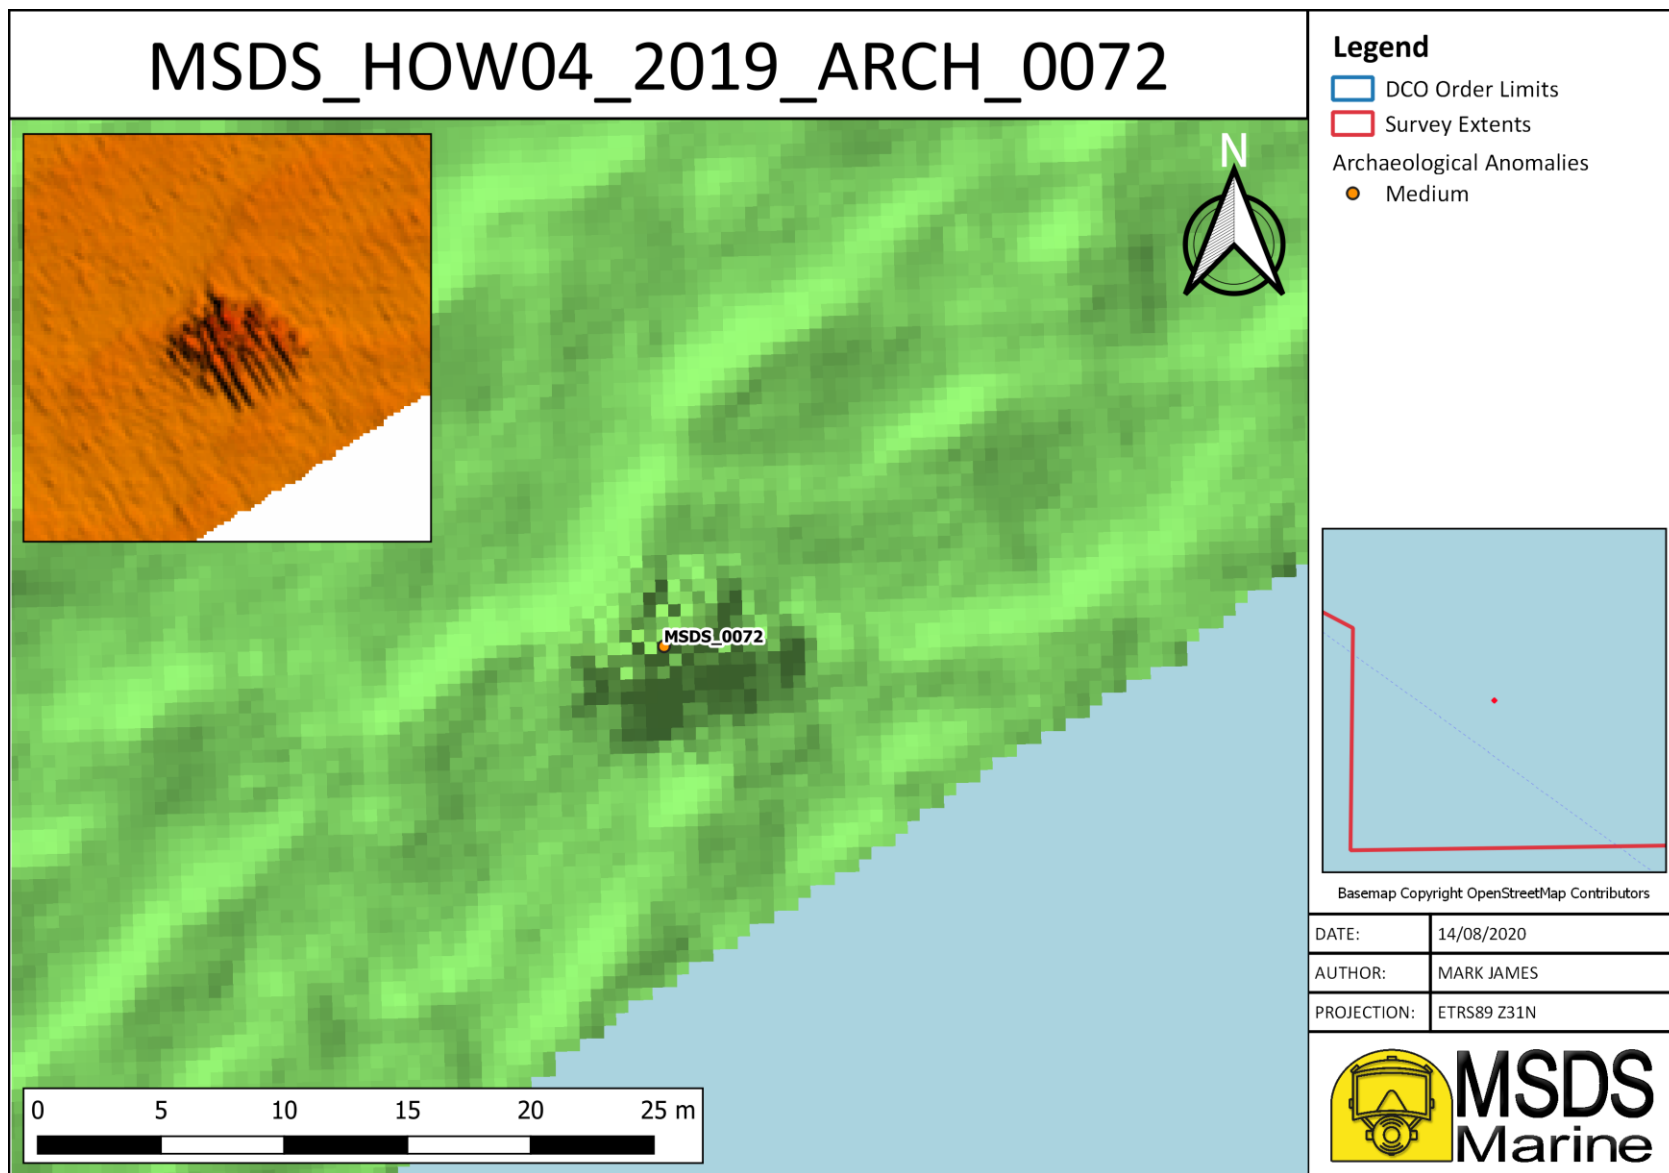 MSDS_HOW04_2019_ARCH_0072
N
MSDS_0072
0 5 10 15 20 25 m
Legend
DCO Order Limits
Survey Extents
Archaeological Anomalies
Medium
Basemap Copyright OpenStreetMap Contributors
DATE: 14/08/2020
AUTHOR: MARK JAMES
PROJECTION: ETRS89 Z31N
MSDS
Marine